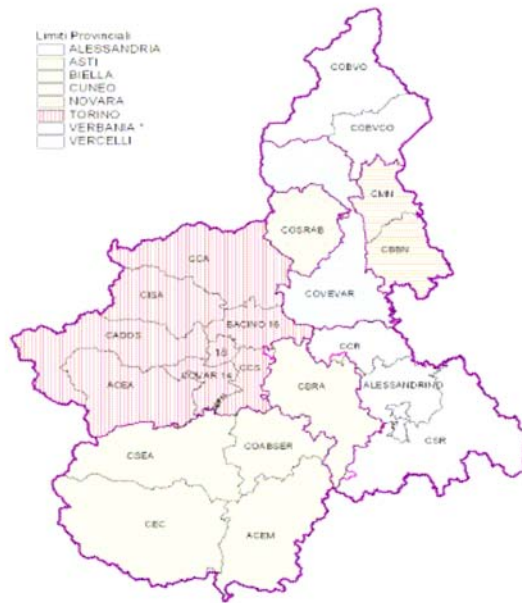 Limiti Provinciali
ALESSANDRIA
ASTI
BIELLA
CUNEO
NOVARA
TORINO
VERBANIA *
VERCELLI
COBVO
COBVCO
CMN
COSRAB
CBBN
CCA
CISA
COVEVAR
BACINO 16
CADOS
18
CCR
ACEA
COVAR 14
CCS
CBRA
ALESSANDRINO
CSR
CSEA
COABSER
CEC
ACEM